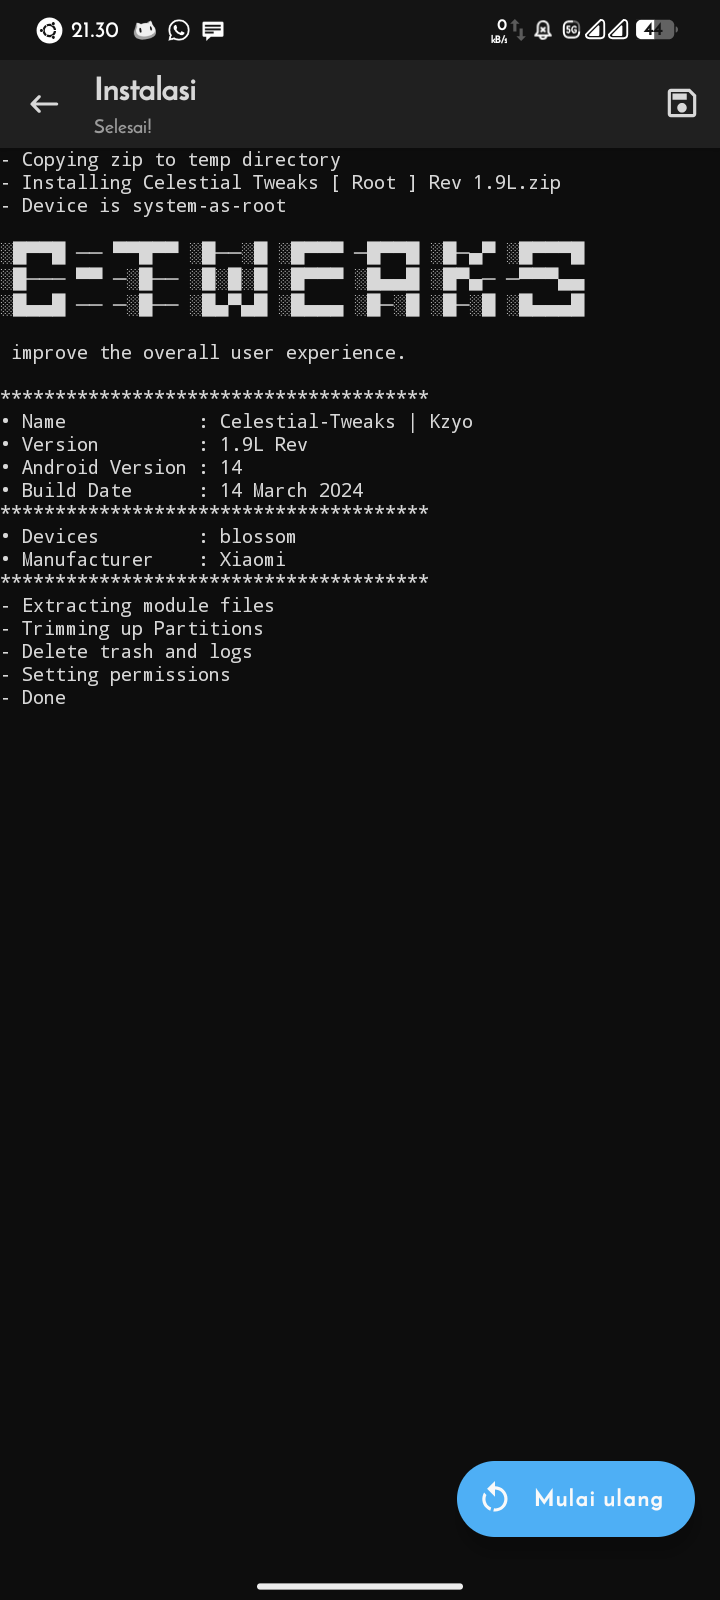 21.30
0
kB/s
5G
44
Instalasi
Selesai!
- Copying zip to temp directory
- Installing Celestial Tweaks [ Root ] Rev 1.9L.zip
- Device is system-as-root
C-TWEAKS
improve the overall user experience.
***************************************
• Name : Celestial-Tweaks | Kzyo
• Version : 1.9L Rev
• Android Version : 14
• Build Date : 14 March 2024
***************************************
• Devices : blossom
• Manufacturer : Xiaomi
***************************************
- Extracting module files
- Trimming up Partitions
- Delete trash and logs
- Setting permissions
- Done
Mulai ulang